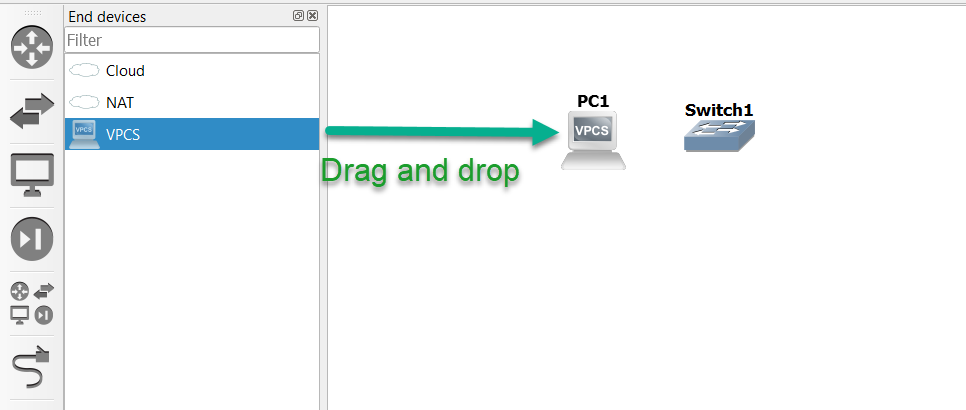 End devices
Filter
Cloud
NAT
VPCS
VPCS
Drag and drop
PC1
VPCS
Switch1